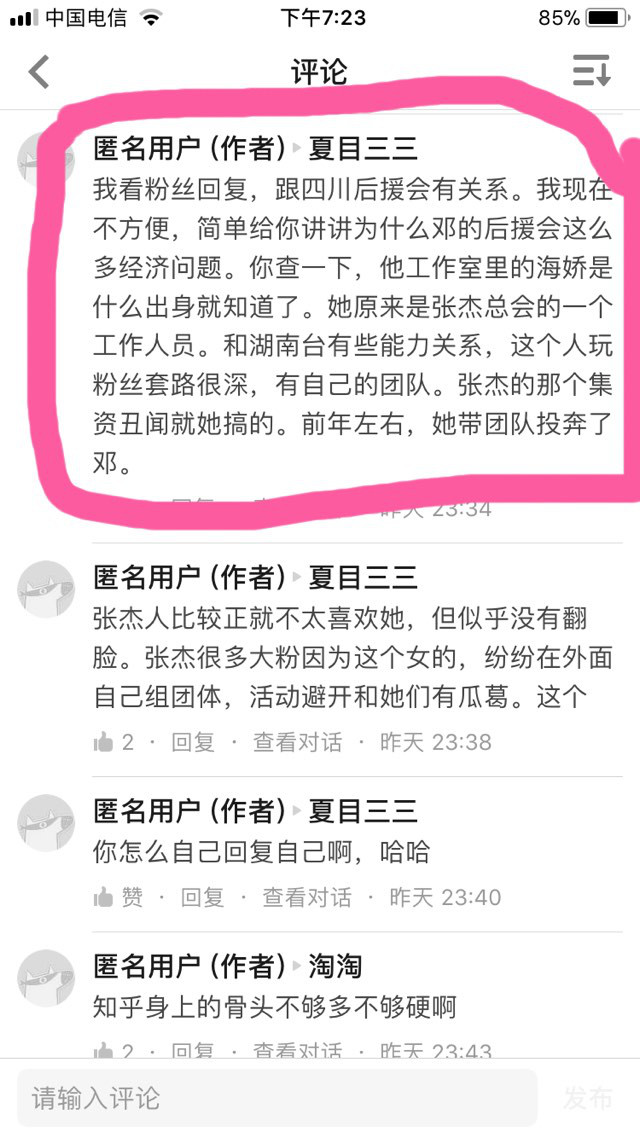 中国电信
下午7:23
85%
评论
匿名用户 (作者) 夏目三三
我看粉丝回复，跟四川后援会有关系。我现在
不方便，简单给你讲讲为什么邓的后援会这么
多经济问题。你查一下，他工作室里的海娇是
什么出身就知道了。她原来是张杰总会的一个
工作人员。和湖南台有些能力关系，这个人玩
粉丝套路很深，有自己的团队。张杰的那个集
资丑闻就她搞的。前年左右，她带团队投奔了
邓。
昨天 23:34
匿名用户 (作者) 夏目三三
张杰人比较正就不太喜欢她，但似乎没有翻
脸。张杰很多大粉因为这个女的，纷纷在外面
自己组团体，活动避开和她们有瓜葛。这个
2 · 回复 · 查看对话 · 昨天 23:38
匿名用户 (作者) 夏目三三
你怎么自己回复自己啊，哈哈
赞 · 回复 · 查看对话 · 昨天 23:40
匿名用户 (作者) 淘淘
知乎身上的骨头不够多不够硬啊
2 · 回复 · 查看对话 · 昨天 23:43
请输入评论
发布